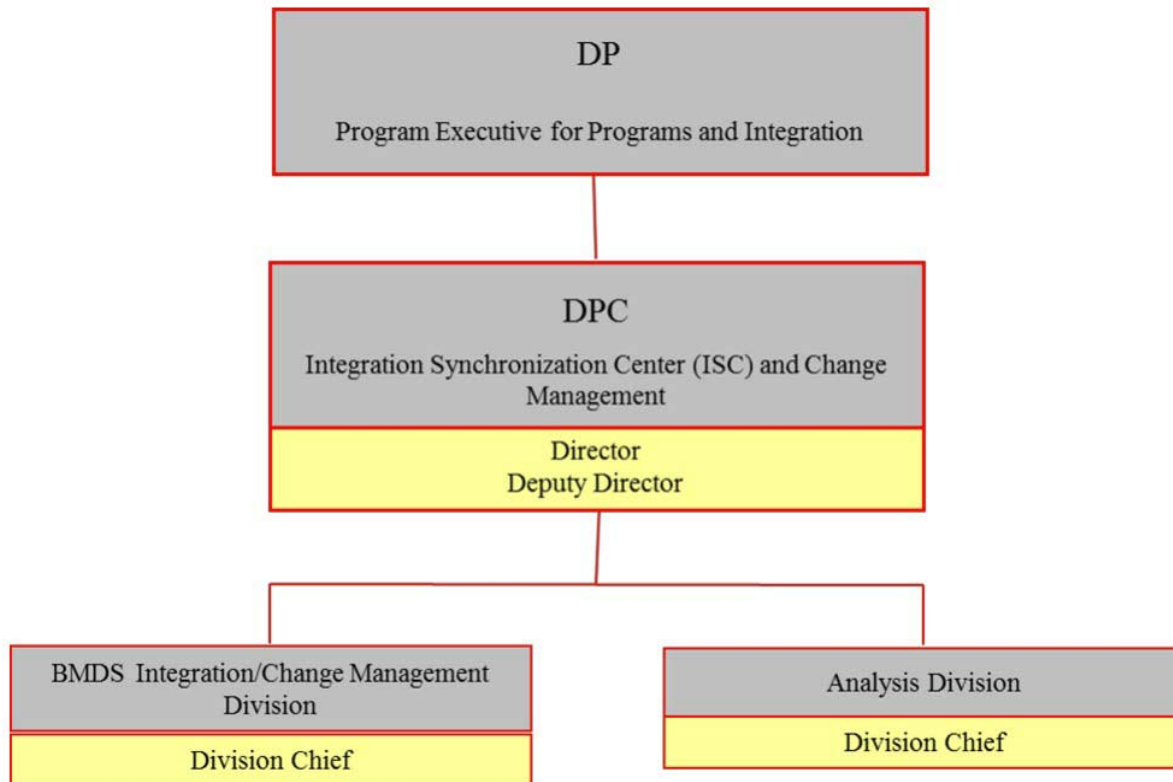 DP
Program Executive for Programs and Integration
DPC
Integration Synchronization Center (ISC) and Change
Management
Director
Deputy Director
BMDS Integration/Change Management
Division
Division Chief
Analysis Division
Division Chief